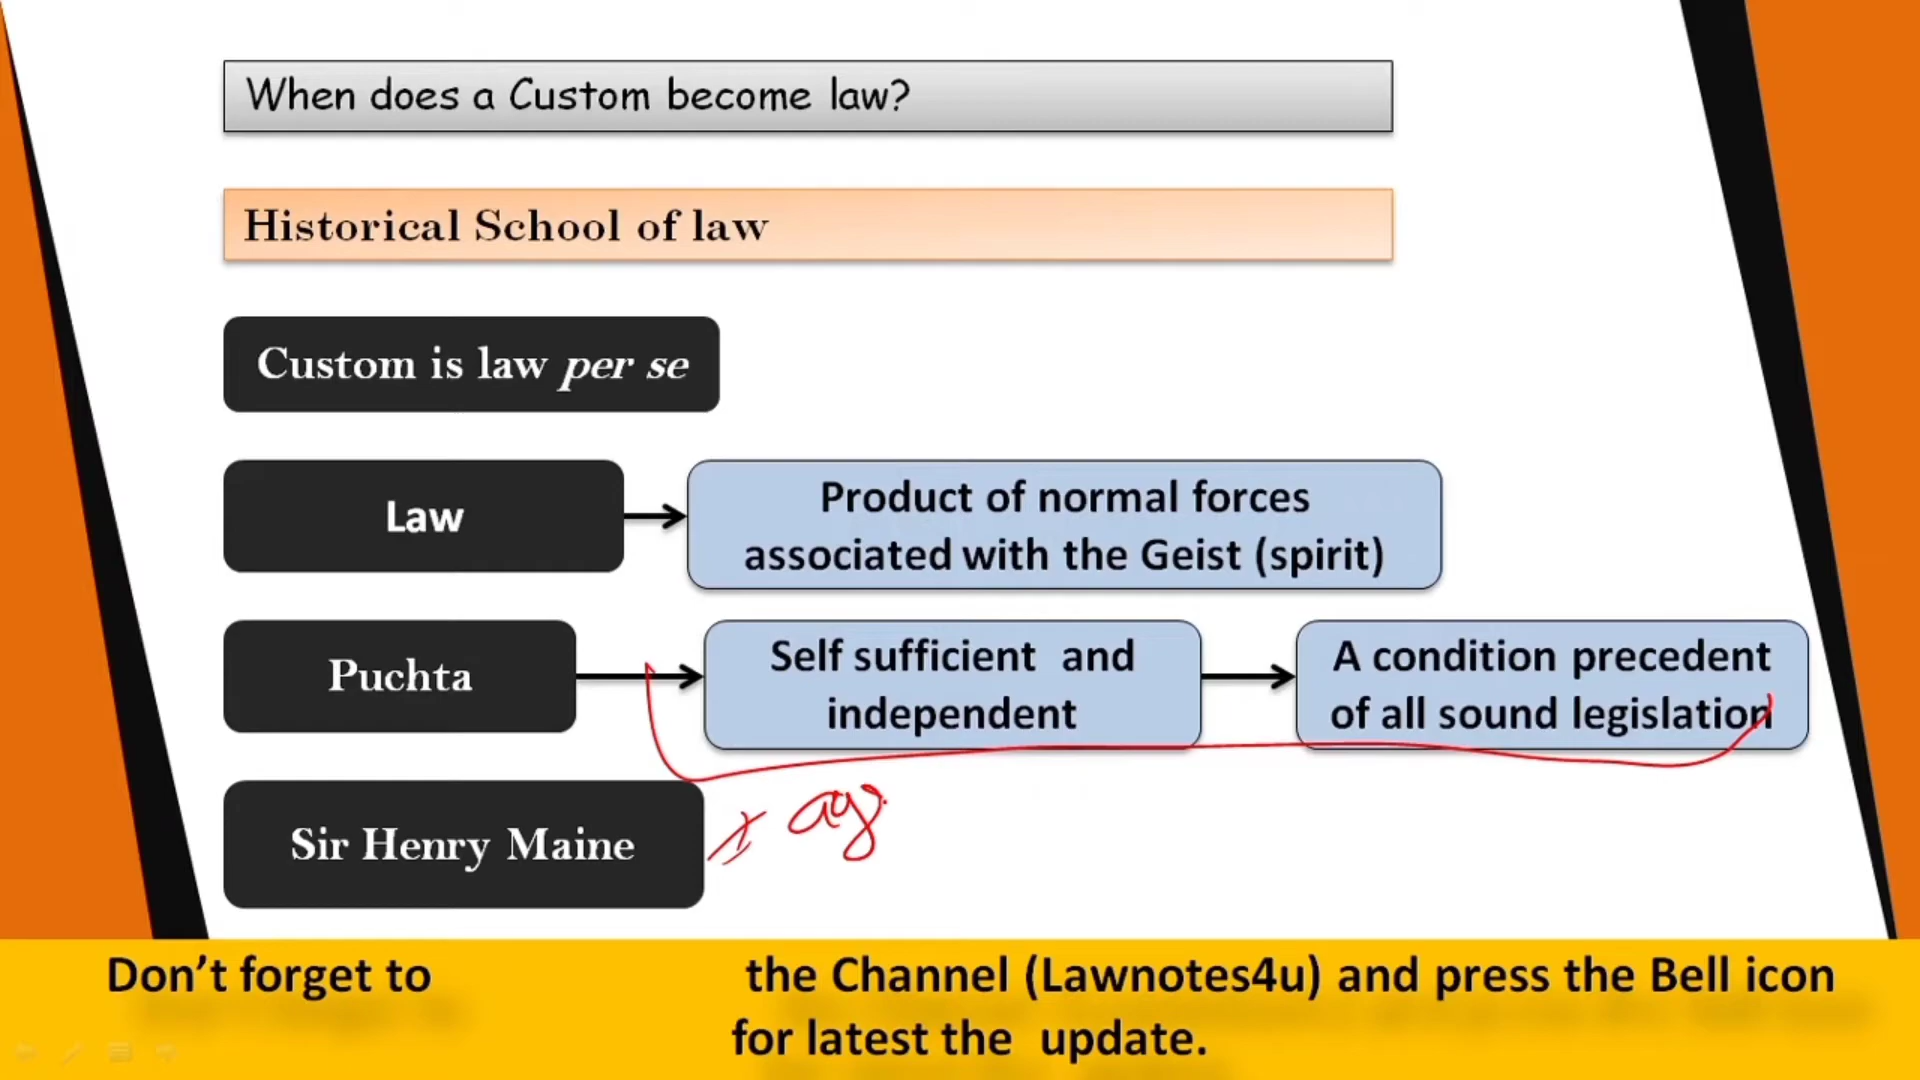 When does a Custom become law?
Historical School of law
Custom is law per se
Law
Product of normal forces
associated with the Geist (spirit)
Puchta
Self sufficient and
independent
A condition precedent
of all sound legislation
Sir Henry Maine
Don't forget to the Channel (Lawnotes4u) and press the Bell icon
for latest the update.